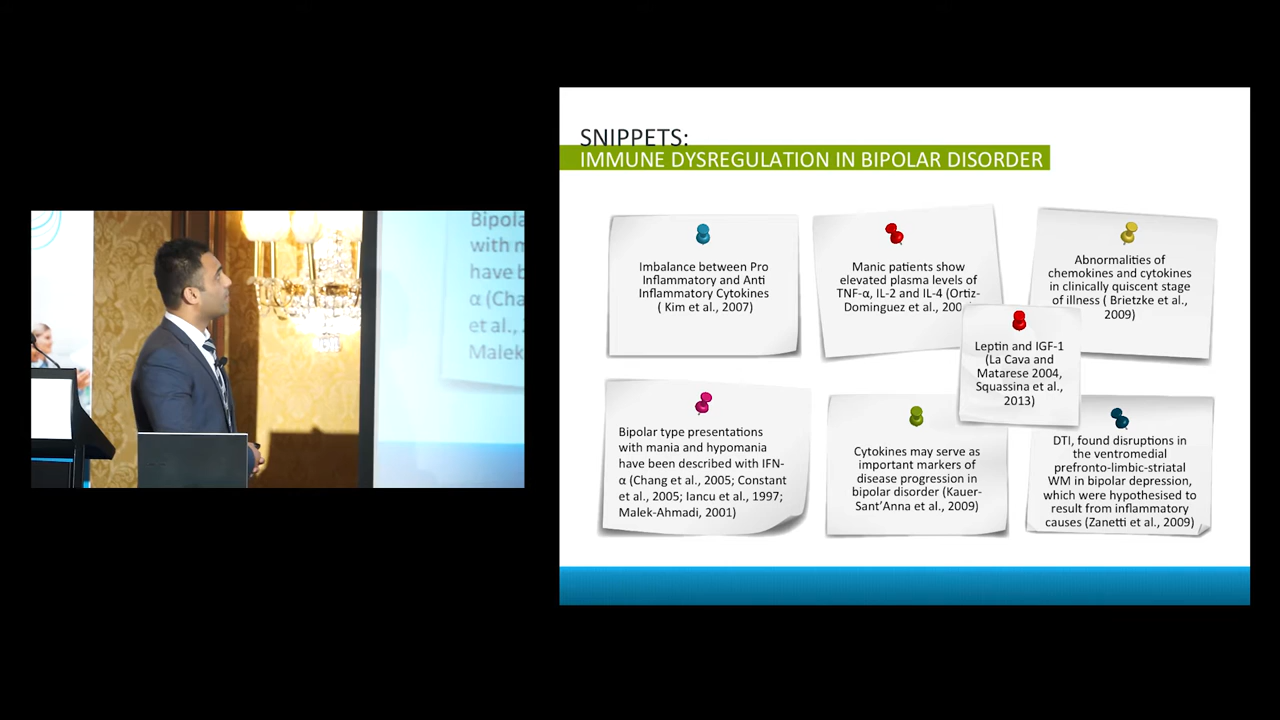 Bipola
with m
have b
α (Cha
et al.,
Malek-
SNIPPETS:
IMMUNE DYSREGULATION IN BIPOLAR DISORDER
Imbalance between Pro
Inflammatory and Anti
Inflammatory Cytokines
( Kim et al., 2007)
Manic patients show
elevated plasma levels of
TNF-α, IL-2 and IL-4 (Ortiz-
Dominguez et al., 200
Abnormalities of
chemokines and cytokines
in clinically quiscent stage
of illness ( Brietzke et al.,
2009)
Leptin and IGF-1
(La Cava and
Matarese 2004,
Squassina et al.,
2013)
Bipolar type presentations
with mania and hypomania
have been described with IFN-
α (Chang et al., 2005; Constant
et al., 2005; Iancu et al., 1997;
Malek-Ahmadi, 2001)
Cytokines may serve as
important markers of
disease progression in
bipolar disorder (Kauer-
Sant’Anna et al., 2009)
DTI, found disruptions in
the ventromedial
prefronto-limbic-striatal
WM in bipolar depression,
which were hypothesised to
result from inflammatory
causes (Zanetti et al., 2009)